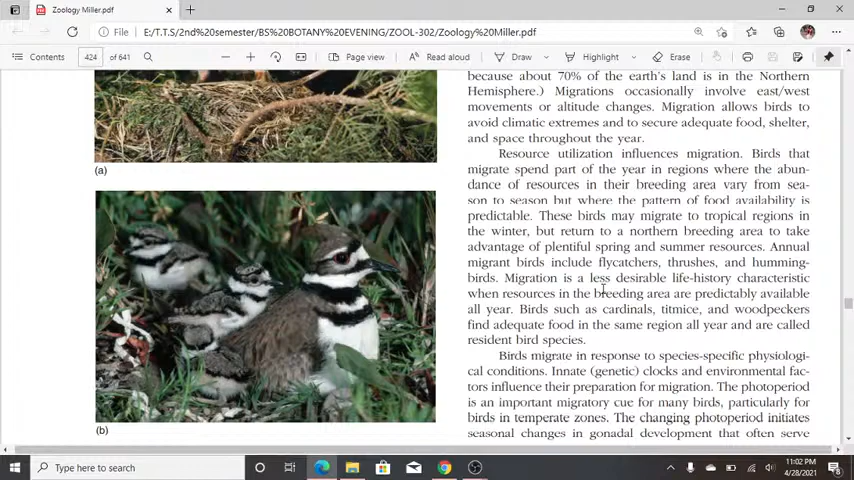 Zoology Miller.pdf
File
E:/T.T.S/2nd%20semester/BS%20BOTANY%20EVENING/ZOOL-302/Zoology%20Miller.pdf
Contents
424
of 641
Page view
Read aloud
Draw
Highlight
Erase
(a)
(b)
because about 70% of the earth's land is in the Northern
Hemisphere.) Migrations occasionally involve east/west
movements or altitude changes. Migration allows birds to
avoid climatic extremes and to secure adequate food, shelter,
and space throughout the year.
Resource utilization influences migration. Birds that
migrate spend part of the year in regions where the abun-
dance of resources in their breeding area vary from sea-
son to season but where the pattern of food availability is
predictable. These birds may migrate to tropical regions in
the winter, but return to a northern breeding area to take
advantage of plentiful spring and summer resources. Annual
migrant birds include flycatchers, thrushes, and humming-
birds. Migration is a less desirable life-history characteristic
when resources in the breeding area are predictably available
all year. Birds such as cardinals, titmice, and woodpeckers
find adequate food in the same region all year and are called
resident bird species.
Birds migrate in response to species-specific physiologi-
cal conditions. Innate (genetic) clocks and environmental fac-
tors influence their preparation for migration. The photoperiod
is an important migratory cue for many birds, particularly for
birds in temperate zones. The changing photoperiod initiates
seasonal changes in gonadal development that often serve
Type here to search
11:02 PM
4/28/2021